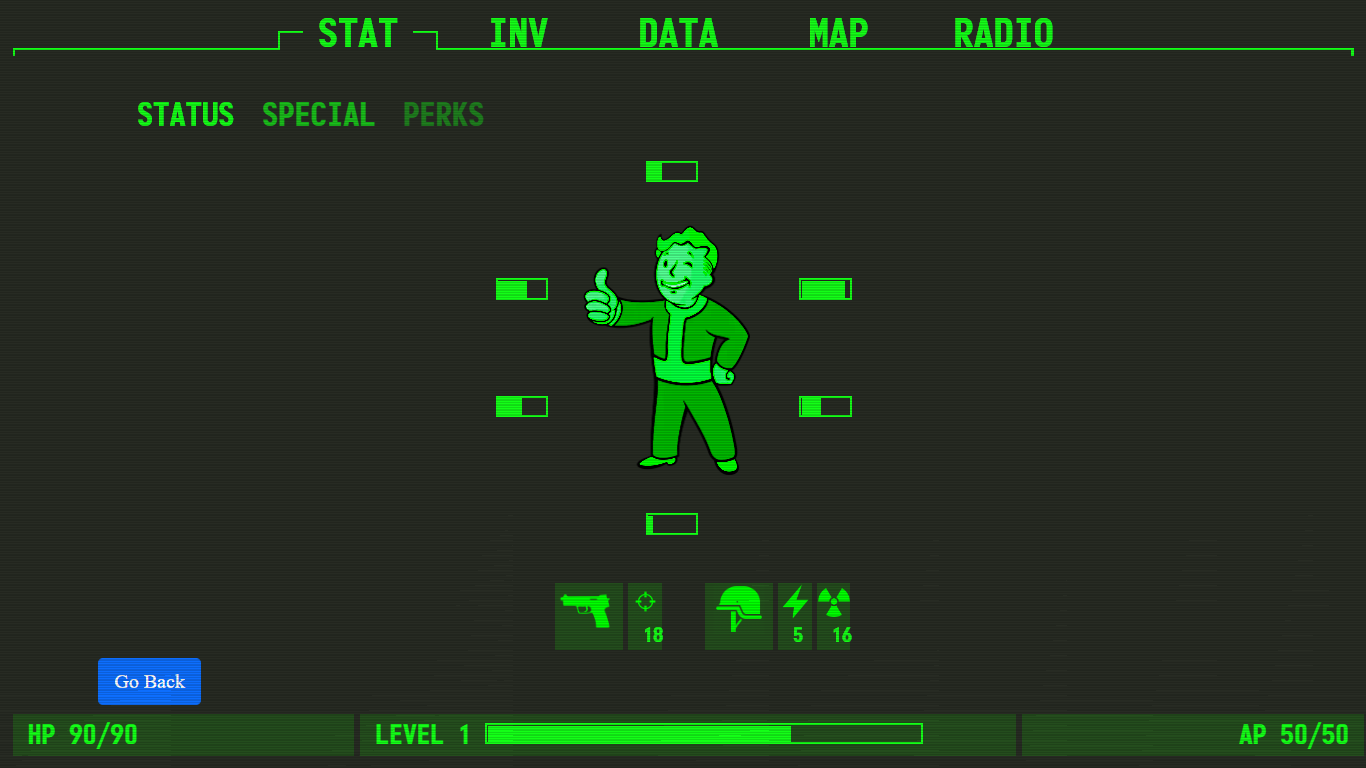 STAT INV DATA MAP RADIO
STATUS SPECIAL PERKS
18 5 16
Go Back
HP 90/90 LEVEL 1 AP 50/50